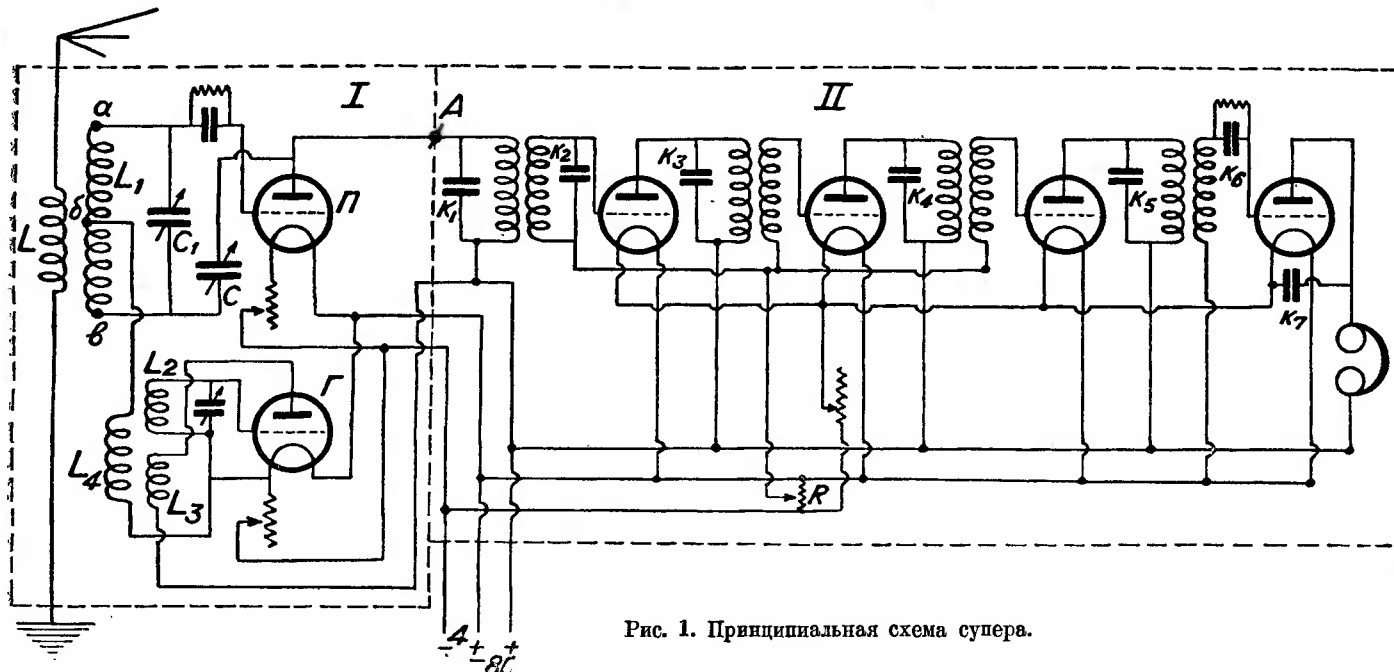 I
II
а
A
L₁
б
L
C₁
C
в
П
K₁
K₂
K₃
K₄
K₅
K₆
K₇
L₂
Г
L₄
L₃
R
- 4 ± - 80 +
Рис. 1. Принципиальная схема супера.